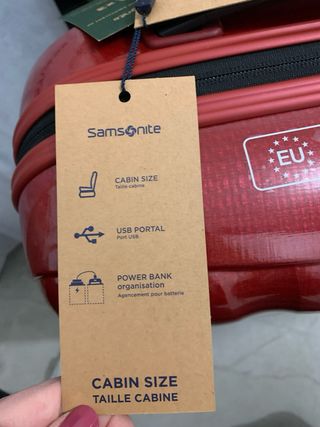 Samsonite
CABIN SIZE
Taille cabine
USB PORTAL
Port USB
POWER BANK
organisation
Agencement pour batterie
CABIN SIZE
TAILLE CABINE
EU